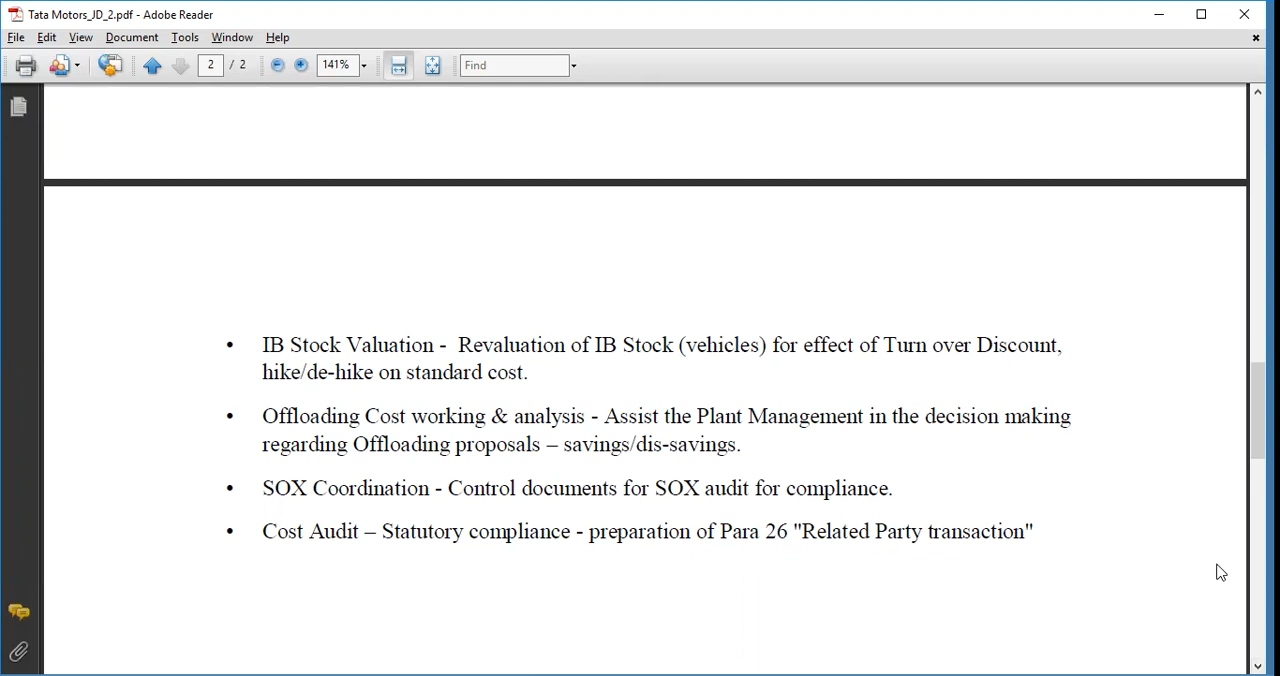 Tata Motors_JD_2.pdf - Adobe Reader
File Edit View Document Tools Window Help
2 / 2 141% Find
• IB Stock Valuation - Revaluation of IB Stock (vehicles) for effect of Turn over Discount,
hike/de-hike on standard cost.
• Offloading Cost working & analysis - Assist the Plant Management in the decision making
regarding Offloading proposals – savings/dis-savings.
• SOX Coordination - Control documents for SOX audit for compliance.
• Cost Audit – Statutory compliance - preparation of Para 26 "Related Party transaction"